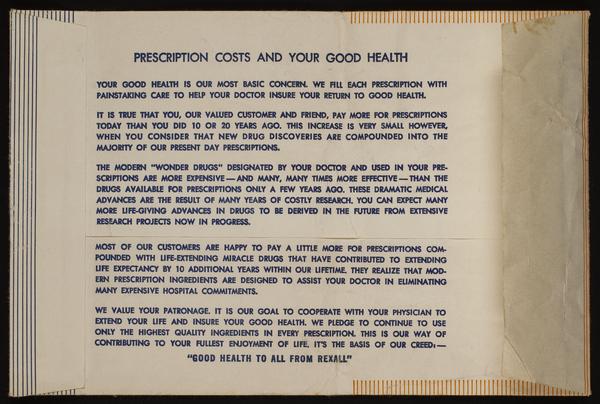 PRESCRIPTION COSTS AND YOUR GOOD HEALTH
YOUR GOOD HEALTH IS OUR MOST BASIC CONCERN. WE FILL EACH PRESCRIPTION WITH
PAINSTAKING CARE TO HELP YOUR DOCTOR INSURE YOUR RETURN TO GOOD HEALTH.
IT IS TRUE THAT YOU, OUR VALUED CUSTOMER AND FRIEND, PAY MORE FOR PRESCRIPTIONS
TODAY THAN YOU DID 10 OR 20 YEARS AGO. THIS INCREASE IS VERY SMALL HOWEVER,
WHEN YOU CONSIDER THAT NEW DRUG DISCOVERIES ARE COMPOUNDED INTO THE
MAJORITY OF OUR PRESENT DAY PRESCRIPTIONS.
THE MODERN "WONDER DRUGS" DESIGNATED BY YOUR DOCTOR AND USED IN YOUR PRE-
SCRIPTIONS ARE MORE EXPENSIVE — AND MANY, MANY TIMES MORE EFFECTIVE — THAN THE
DRUGS AVAILABLE FOR PRESCRIPTIONS ONLY A FEW YEARS AGO. THESE DRAMATIC MEDICAL
ADVANCES ARE THE RESULT OF MANY YEARS OF COSTLY RESEARCH. YOU CAN EXPECT MANY
MORE LIFE-GIVING ADVANCES IN DRUGS TO BE DERIVED IN THE FUTURE FROM EXTENSIVE
RESEARCH PROJECTS NOW IN PROGRESS.
MOST OF OUR CUSTOMERS ARE HAPPY TO PAY A LITTLE MORE FOR PRESCRIPTIONS COM-
POUNDED WITH LIFE-EXTENDING MIRACLE DRUGS THAT HAVE CONTRIBUTED TO EXTENDING
LIFE EXPECTANCY BY 10 ADDITIONAL YEARS WITHIN OUR LIFETIME. THEY REALIZE THAT MOD-
ERN PRESCRIPTION INGREDIENTS ARE DESIGNED TO ASSIST YOUR DOCTOR IN ELIMINATING
MANY EXPENSIVE HOSPITAL COMMITMENTS.
WE VALUE YOUR PATRONAGE. IT IS OUR GOAL TO COOPERATE WITH YOUR PHYSICIAN TO
EXTEND YOUR LIFE AND INSURE YOUR GOOD HEALTH. WE PLEDGE TO CONTINUE TO USE
ONLY THE HIGHEST QUALITY INGREDIENTS IN EVERY PRESCRIPTION. THIS IS OUR WAY OF
CONTRIBUTING TO YOUR FULLEST ENJOYMENT OF LIFE. IT'S THE BASIS OF OUR CREED:—
"GOOD HEALTH TO ALL FROM REXALL"